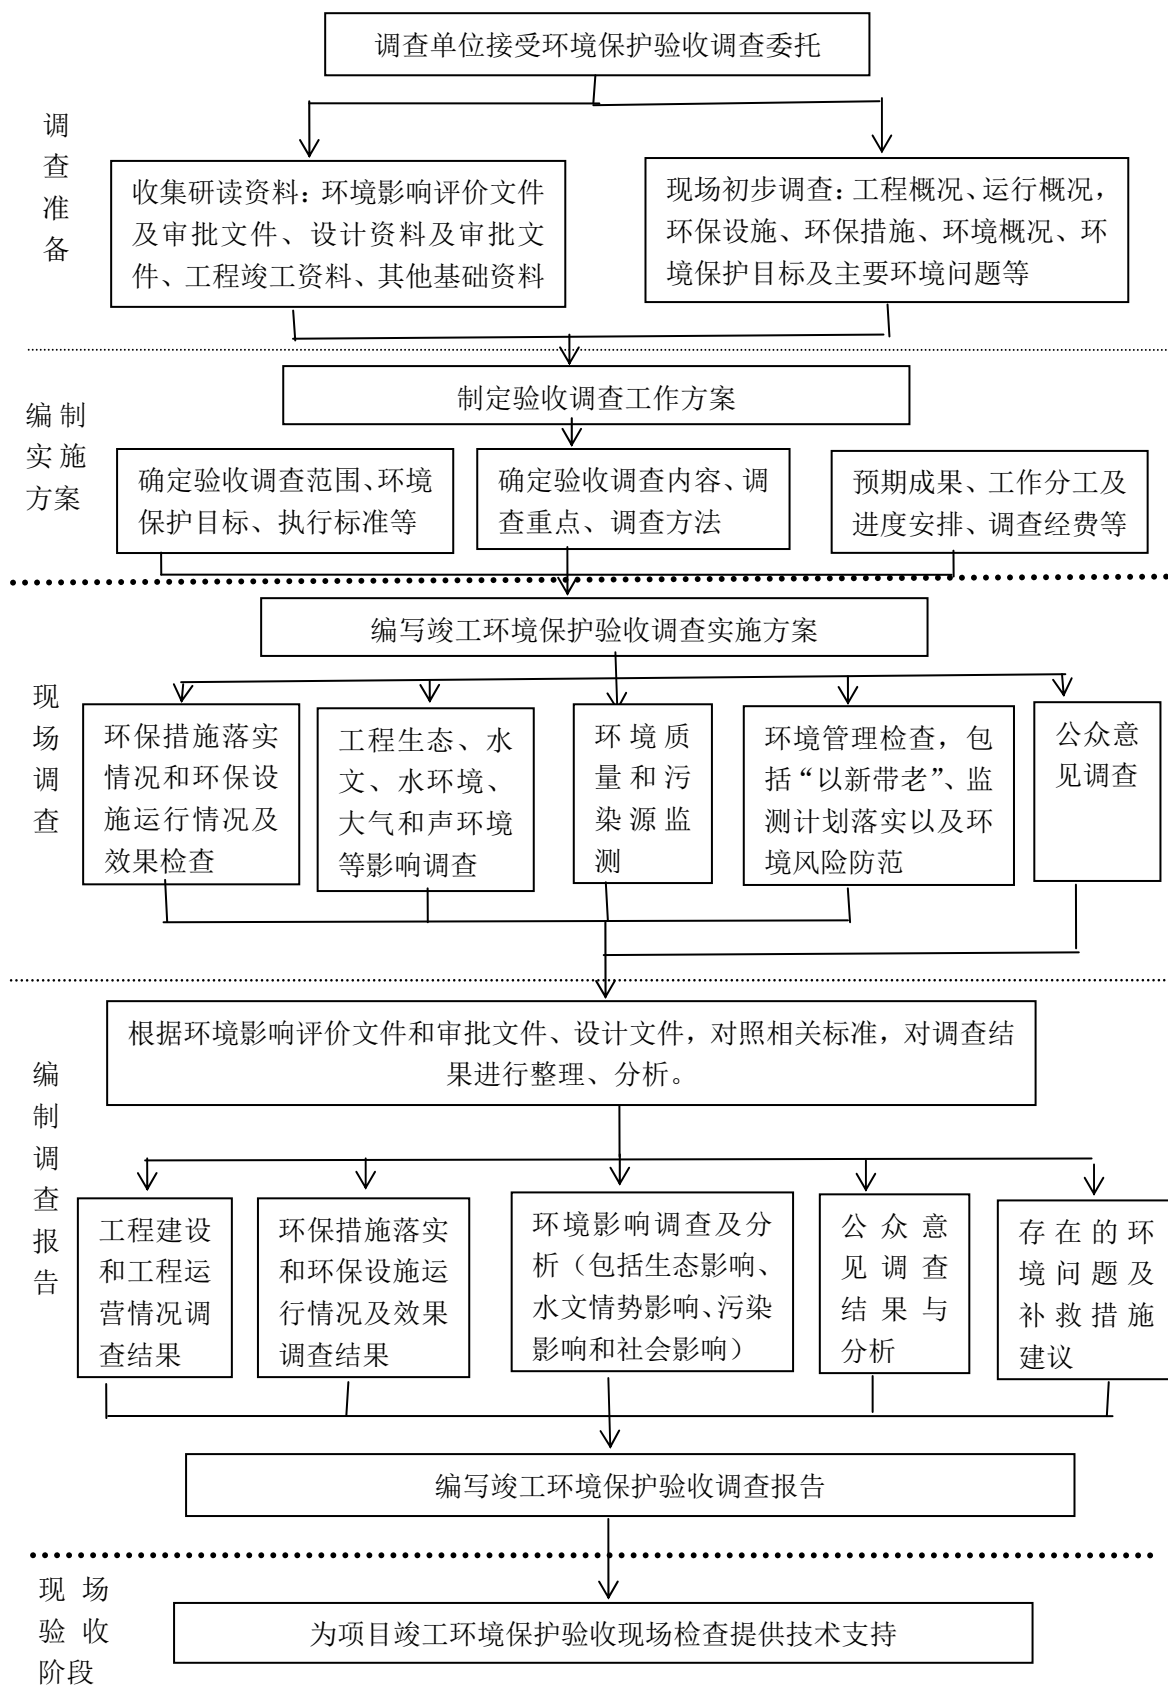 调查单位接受环境保护验收调查委托
调
查
准
备
收集研读资料：环境影响评价文件
及审批文件、设计资料及审批文
件、工程竣工资料、其他基础资料
现场初步调查：工程概况、运行概况，
环保设施、环保措施、环境概况、环
境保护目标及主要环境问题等
编制
实施
方案
制定验收调查工作方案
确定验收调查范围、环境
保护目标、执行标准等
确定验收调查内容、调
查重点、调查方法
预期成果、工作分工及
进度安排、调查经费等
编写竣工环境保护验收调查实施方案
现
场
调
查
环保措施落实
情况和环保设
施运行情况及
效果检查
工程生态、水
文、水环境、
大气和声环境
等影响调查
环境质
量和污
染源监
测
环境管理检查，包
括“以新带老”、监
测计划落实以及环
境风险防范
公众意
见调查
根据环境影响评价文件和审批文件、设计文件，对照相关标准，对调查结
果进行整理、分析。
编
制
调
查
报
告
工程建设
和工程运
营情况调
查结果
环保措施落实
和环保设施运
行情况及效果
调查结果
环境影响调查及分
析（包括生态影响、
水文情势影响、污染
影响和社会影响）
公众意
见调查
结果与
分析
存在的环
境问题及
补救措施
建议
编写竣工环境保护验收调查报告
现场
验收
阶段
为项目竣工环境保护验收现场检查提供技术支持